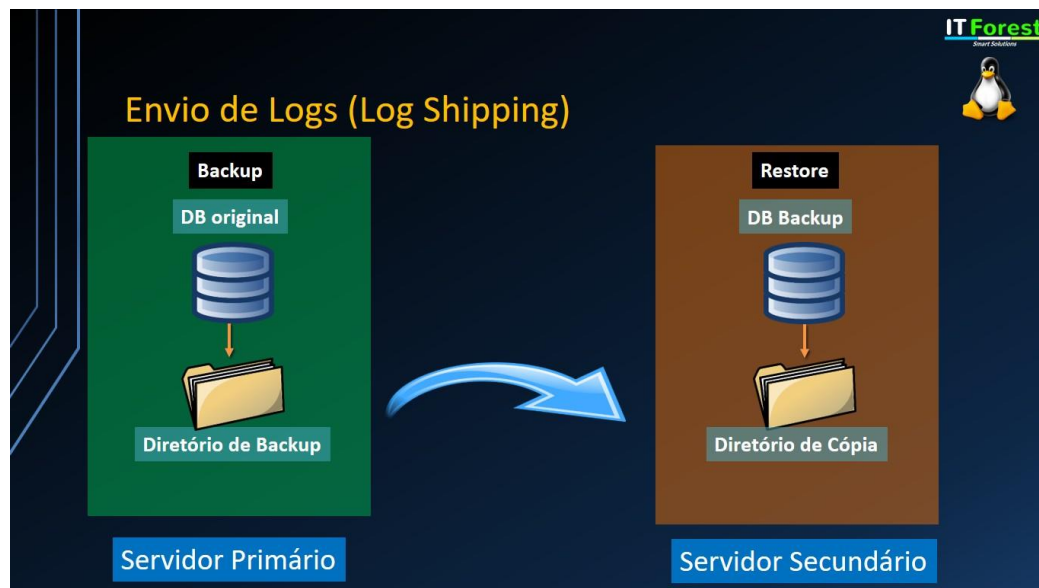 IT Forest
Smart Solutions
Envio de Logs (Log Shipping)
Backup
DB original
Diretório de Backup
Servidor Primário
Restore
DB Backup
Diretório de Cópia
Servidor Secundário